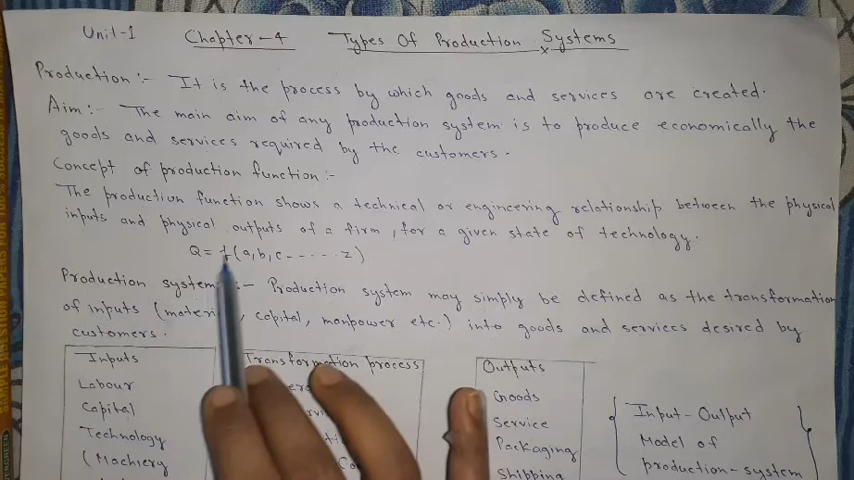 Unit-1 Chapter-4 Types Of Production Systems
Production:- It is the process by which goods and services are created.
Aim:- The main aim of any production system is to produce economically the
goods and services required by the customers.
Concept of production function:-
The production function shows a technical or engineering relationship between the physical
inputs and physical outputs of a firm, for a given state of technology.
Q = f(a,b,c-----z)
Production system:- Production system may simply be defined as the transformation
of inputs (material, capital, manpower etc.) into goods and services desired by
customers.
Inputs
Labour
Capital
Technology
(Machiery
Transformation process
Outputs
Goods
Service
Packaging
Shipping
Input-Output
Model of
production-system